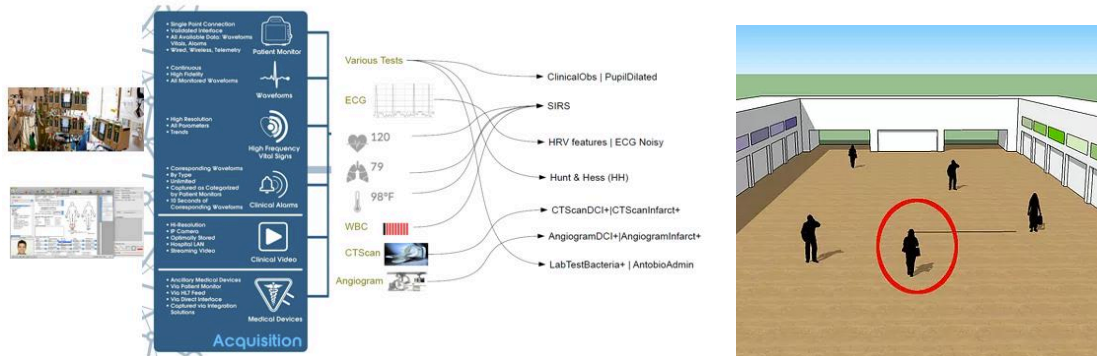 • Single Point Connection
• Validated Interface
• All Available Data: Waveforms
Vitals, Alarms
• Wired, Wireless, Telemetry
Patient Monitor
• Continuous
• High Fidelity
• All Monitored Waveforms
Waveforms
• High Resolution
• All Parameters
• Trends
High Frequency
Vital Signs
• Corresponding Waveforms
• By Type
• Unlimited
• Captured as Categorized
by Patient Monitors
• 10 Seconds of
Corresponding Waveforms
Clinical Alarms
• Hi-Resolution
• IP Camera
• Optimally Stored
• Hospital LAN
• Streaming Video
Clinical Video
• Ancillary Medical Devices
• Via Patient Monitor
• Via HL7 Feed
• Via Direct Interface
• Captured via Integration
Solutions
Medical Devices
Acquisition
Various Tests
ECG
120
79
98°F
WBC
CTScan
Angiogram
ClinicalObs | PupilDilated
SIRS
HRV features | ECG Noisy
Hunt & Hess (HH)
CTScanDCI+|CTScanInfarct+
AngiogramDCI+|AngiogramInfarct+
LabTestBacteria+ | AntobioAdmin